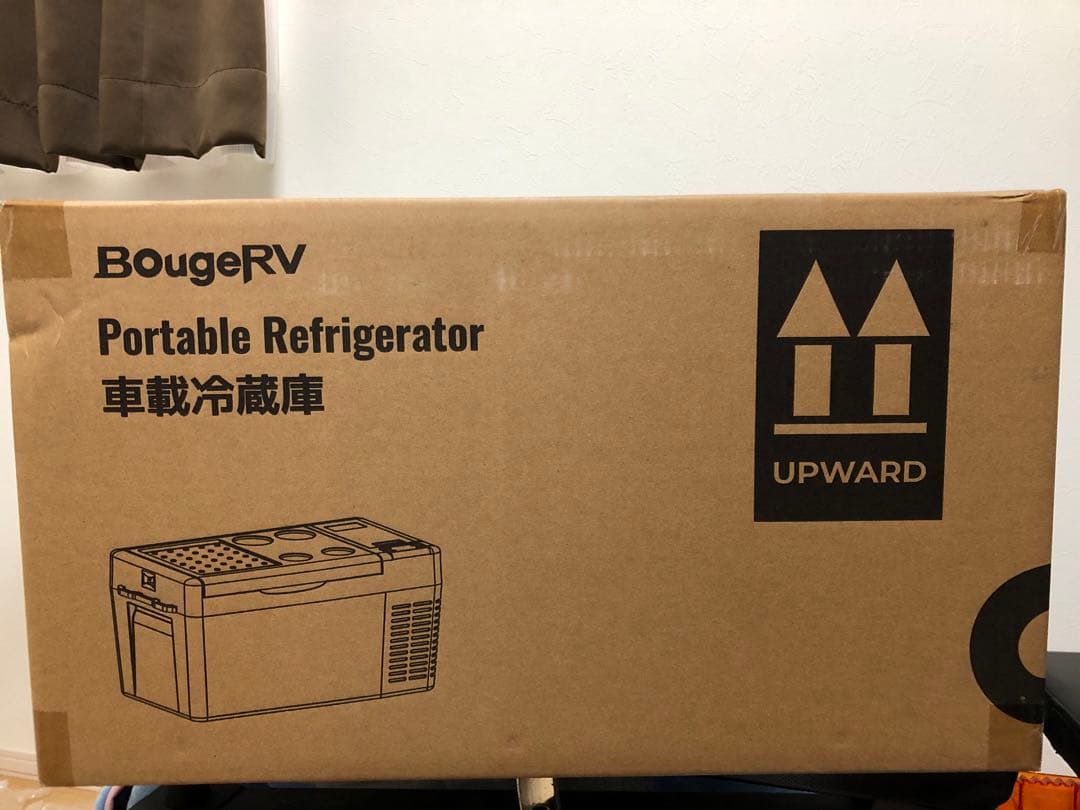 BougeRV
Portable Refrigerator
車載冷蔵庫
UPWARD